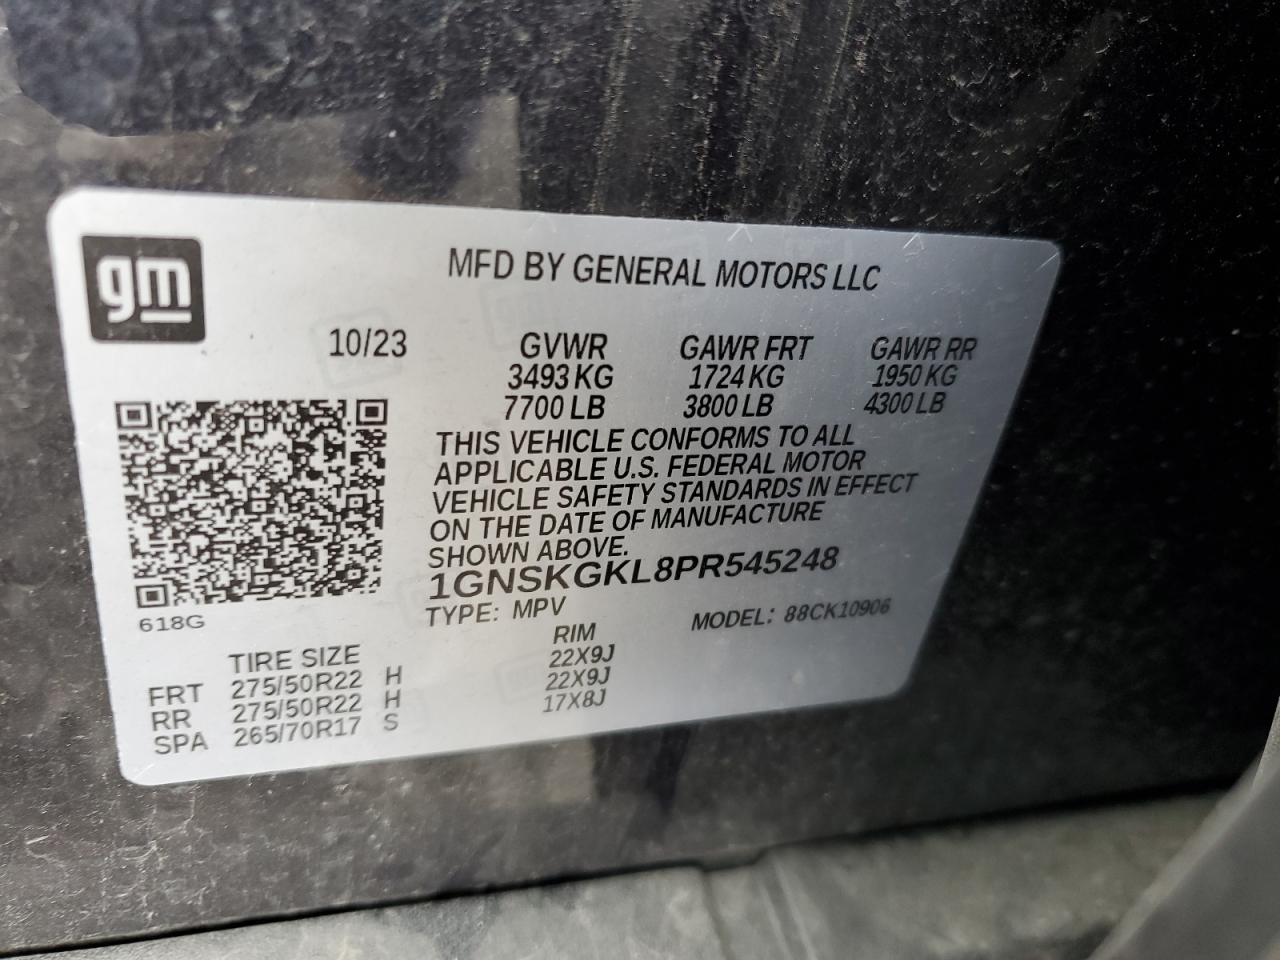 gm
MFD BY GENERAL MOTORS LLC
10/23 GVWR GAWR FRT GAWR RR
3493 KG 1724 KG 1950 KG
7700 LB 3800 LB 4300 LB
THIS VEHICLE CONFORMS TO ALL
APPLICABLE U.S. FEDERAL MOTOR
VEHICLE SAFETY STANDARDS IN EFFECT
ON THE DATE OF MANUFACTURE
SHOWN ABOVE.
1GNSKGKL8PR545248
TYPE: MPV MODEL: 88CK10906
618G
TIRE SIZE RIM
FRT 275/50R22 H 22X9J
RR 275/50R22 H 22X9J
SPA 265/70R17 S 17X8J